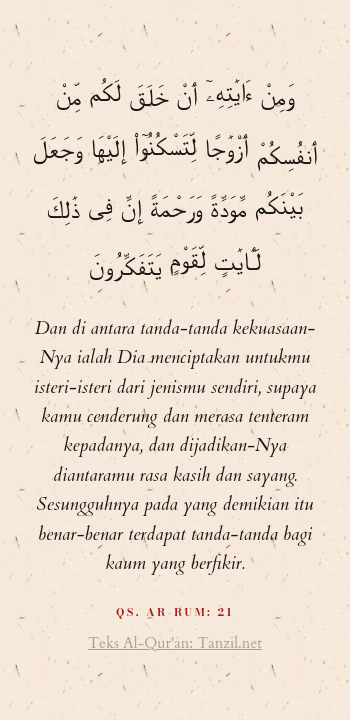 وَمِنْ ءَايَٰتِهِۦٓ أَنْ خَلَقَ لَكُم مِّنْ
أَنفُسِكُمْ أَزْوَٰجًا لِّتَسْكُنُوٓا۟ إِلَيْهَا وَجَعَلَ
بَيْنَكُم مَّوَدَّةً وَرَحْمَةً إِنَّ فِى ذَٰلِكَ
لَـَٔايَٰتٍ لِّقَوْمٍ يَتَفَكَّرُونَ
Dan di antara tanda-tanda kekuasaan-
Nya ialah Dia menciptakan untukmu
isteri-isteri dari jenismu sendiri, supaya
kamu cenderung dan merasa tenteram
kepadanya, dan dijadikan-Nya
diantaramu rasa kasih dan sayang.
Sesungguhnya pada yang demikian itu
benar-benar terdapat tanda-tanda bagi
kaum yang berfikir.
QS. AR-RUM: 21
Teks Al-Qur'an: Tanzil.net